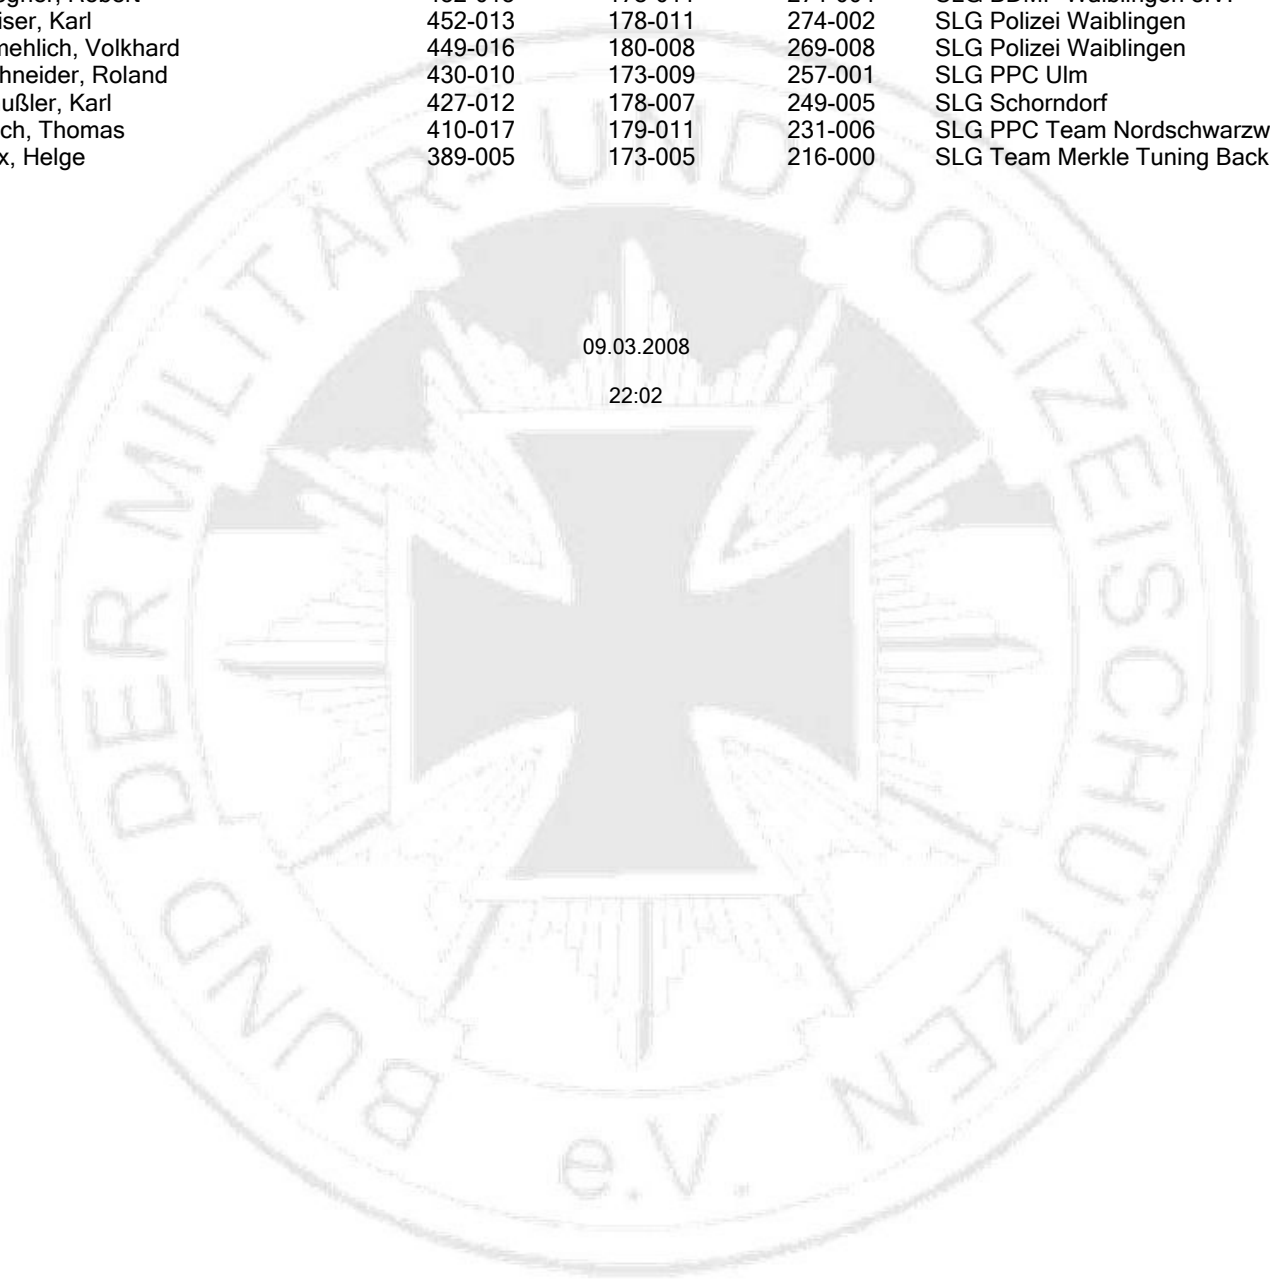 iser, Karl 452-013 178-011 274-002 SLG Polizei Waiblingen
mehlich, Volkhard 449-016 180-008 269-008 SLG Polizei Waiblingen
hneider, Roland 430-010 173-009 257-001 SLG PPC Ulm
ußler, Karl 427-012 178-007 249-005 SLG Schorndorf
ch, Thomas 410-017 179-011 231-006 SLG PPC Team Nordschwarzw
x, Helge 389-005 173-005 216-000 SLG Team Merkle Tuning Back
09.03.2008
22:02
BUND DER MILITÄR- UND POLIZEISCHÜTZEN
e.V.